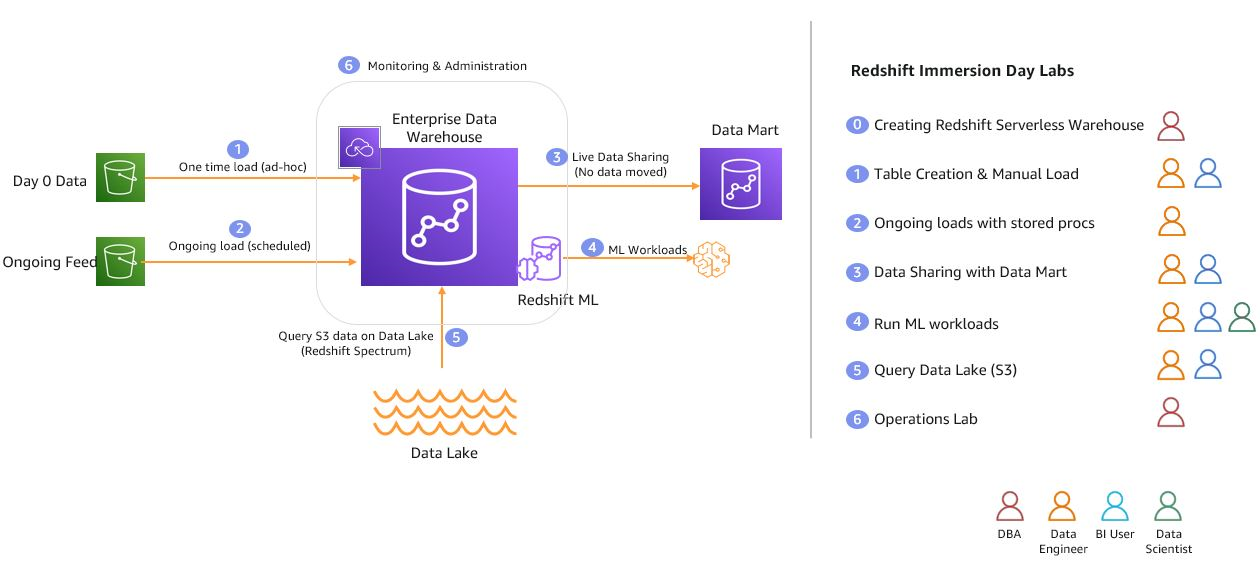 6 Monitoring & Administration
Enterprise Data
Warehouse
Data Mart
1
One time load (ad-hoc)
3 Live Data Sharing
(No data moved)
Day 0 Data
2
Ongoing load (scheduled)
Ongoing Feed
4 ML Workloads
Redshift ML
Query S3 data on Data Lake
(Redshift Spectrum)
5
Data Lake
Redshift Immersion Day Labs
0 Creating Redshift Serverless Warehouse
1 Table Creation & Manual Load
2 Ongoing loads with stored procs
3 Data Sharing with Data Mart
4 Run ML workloads
5 Query Data Lake (S3)
6 Operations Lab
DBA
Data
Engineer
BI User
Data
Scientist